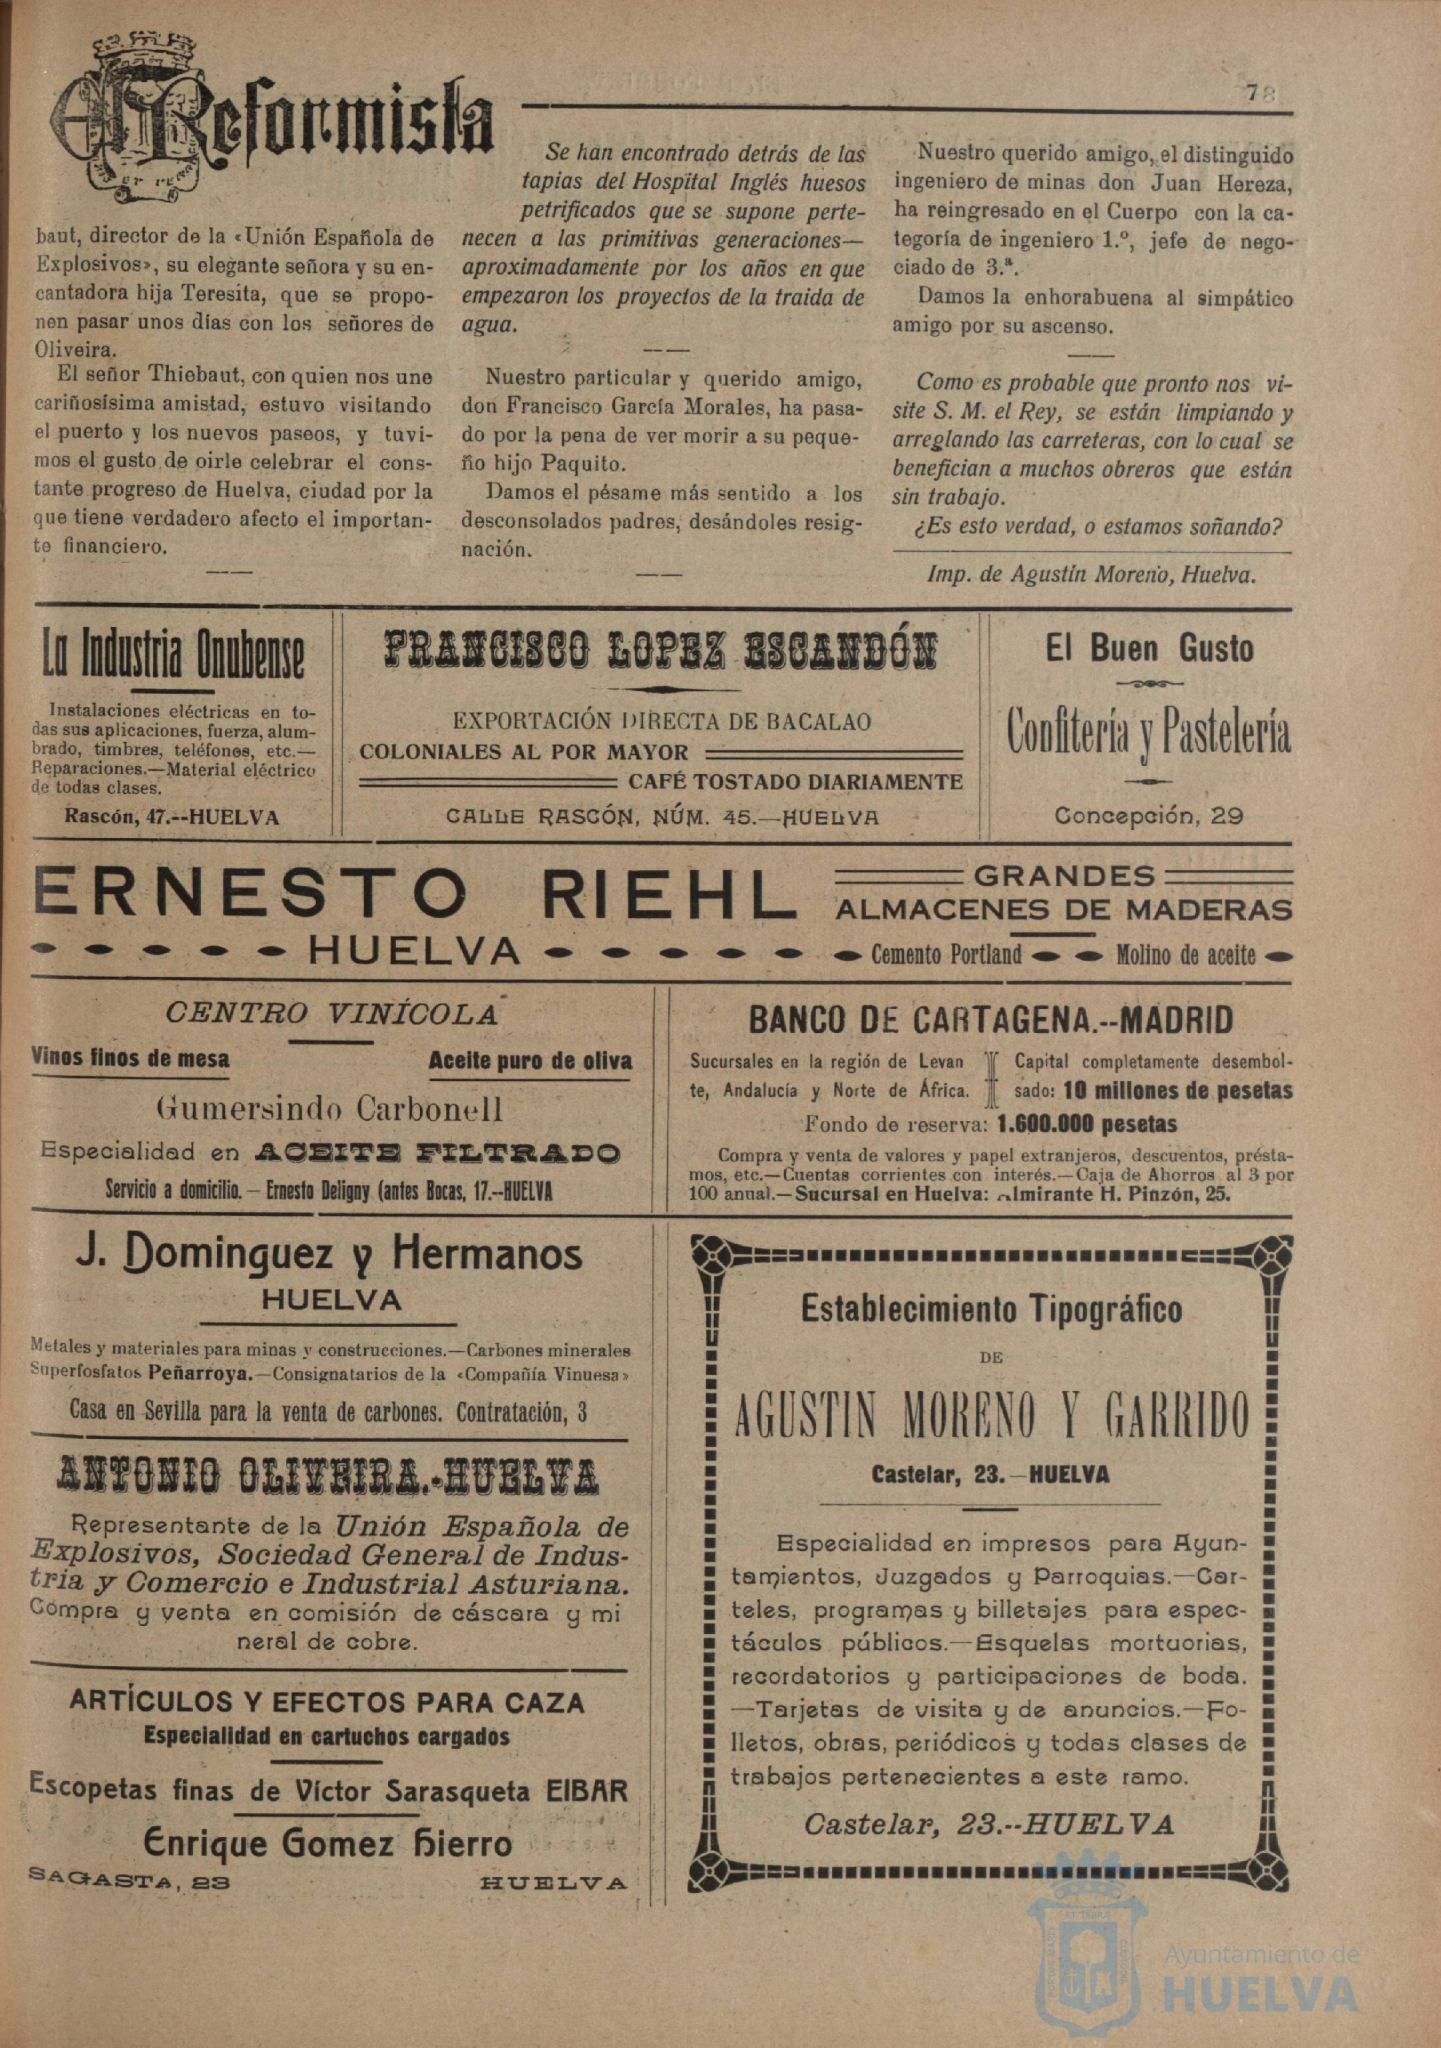 El Reformista
78
baut, director de la «Unión Española de
Explosivos», su elegante señora y su en-
cantadora hija Teresita, que se propo-
nen pasar unos días con los señores de
Oliveira.
El señor Thiebaut, con quien nos une
cariñosísima amistad, estuvo visitando
el puerto y los nuevos paseos, y tuvi-
mos el gusto de oirle celebrar el cons-
tante progreso de Huelva, ciudad por la
que tiene verdadero afecto el importan-
te financiero.
Se han encontrado detrás de las
tapias del Hospital Inglés huesos
petrificados que se supone perte-
necen a las primitivas generaciones—
aproximadamente por los años en que
empezaron los proyectos de la traida de
agua.
Nuestro particular y querido amigo,
don Francisco García Morales, ha pasa-
do por la pena de ver morir a su peque-
ño hijo Paquito.
Damos el pésame más sentido a los
desconsolados padres, desándoles resig-
nación.
Nuestro querido amigo, el distinguido
ingeniero de minas don Juan Hereza,
ha reingresado en el Cuerpo con la ca-
tegoría de ingeniero 1.º, jefe de nego-
ciado de 3.ª.
Damos la enhorabuena al simpático
amigo por su ascenso.
Como es probable que pronto nos vi-
site S. M. el Rey, se están limpiando y
arreglando las carreteras, con lo cual se
benefician a muchos obreros que están
sin trabajo.
¿Es esto verdad, o estamos soñando?
Imp. de Agustín Moreno, Huelva.
La Industria Onubense
Instalaciones eléctricas en to-
das sus aplicaciones, fuerza, alum-
brado, timbres, teléfonos, etc.—
Reparaciones.—Material eléctrico
de todas clases.
Rascón, 47.--HUELVA
FRANCISCO LOPEZ ESCANDÓN
EXPORTACIÓN DIRECTA DE BACALAO
COLONIALES AL POR MAYOR
CAFÉ TOSTADO DIARIAMENTE
CALLE RASCÓN, NÚM. 45.—HUELVA
El Buen Gusto
Confitería y Pastelería
Concepción, 29
ERNESTO RIEHL
HUELVA
GRANDES
ALMACENES DE MADERAS
Cemento Portland Molino de aceite
CENTRO VINÍCOLA
Vinos finos de mesa Aceite puro de oliva
Gumersindo Carbonell
Especialidad en ACEITE FILTRADO
Servicio a domicilio. – Ernesto Deligny (antes Bocas, 17.--HUELVA
BANCO DE CARTAGENA.--MADRID
Sucursales en la región de Levan
te, Andalucía y Norte de África.
Capital completamente desembol-
sado: 10 millones de pesetas
Fondo de reserva: 1.600.000 pesetas
Compra y venta de valores y papel extranjeros, descuentos, présta-
mos, etc.—Cuentas corrientes con interés.—Caja de Ahorros al 3 por
100 anual.—Sucursal en Huelva: Almirante H. Pinzón, 25.
J. Dominguez y Hermanos
HUELVA
Metales y materiales para minas y construcciones.—Carbones minerales
Superfosfatos Peñarroya.—Consignatarios de la «Compañía Vinuesa»
Casa en Sevilla para la venta de carbones. Contratación, 3
ANTONIO OLIVEIRA.-HUELVA
Representante de la Unión Española de
Explosivos, Sociedad General de Indus-
tria y Comercio e Industrial Asturiana.
Compra y venta en comisión de cáscara y mi
neral de cobre.
ARTÍCULOS Y EFECTOS PARA CAZA
Especialidad en cartuchos cargados
Escopetas finas de Víctor Sarasqueta EIBAR
Enrique Gomez Hierro
SAGASTA, 23 HUELVA
Establecimiento Tipográfico
DE
AGUSTIN MORENO Y GARRIDO
Castelar, 23.–HUELVA
Especialidad en impresos para Ayun-
tamientos, Juzgados y Parroquias.—Car-
teles, programas y billetajes para espec-
táculos públicos.—Esquelas mortuorias,
recordatorios y participaciones de boda.
—Tarjetas de visita y de anuncios.—Fo-
lletos, obras, periódicos y todas clases de
trabajos pertenecientes a este ramo.
Castelar, 23.--HUELVA
Ayuntamiento de
HUELVA